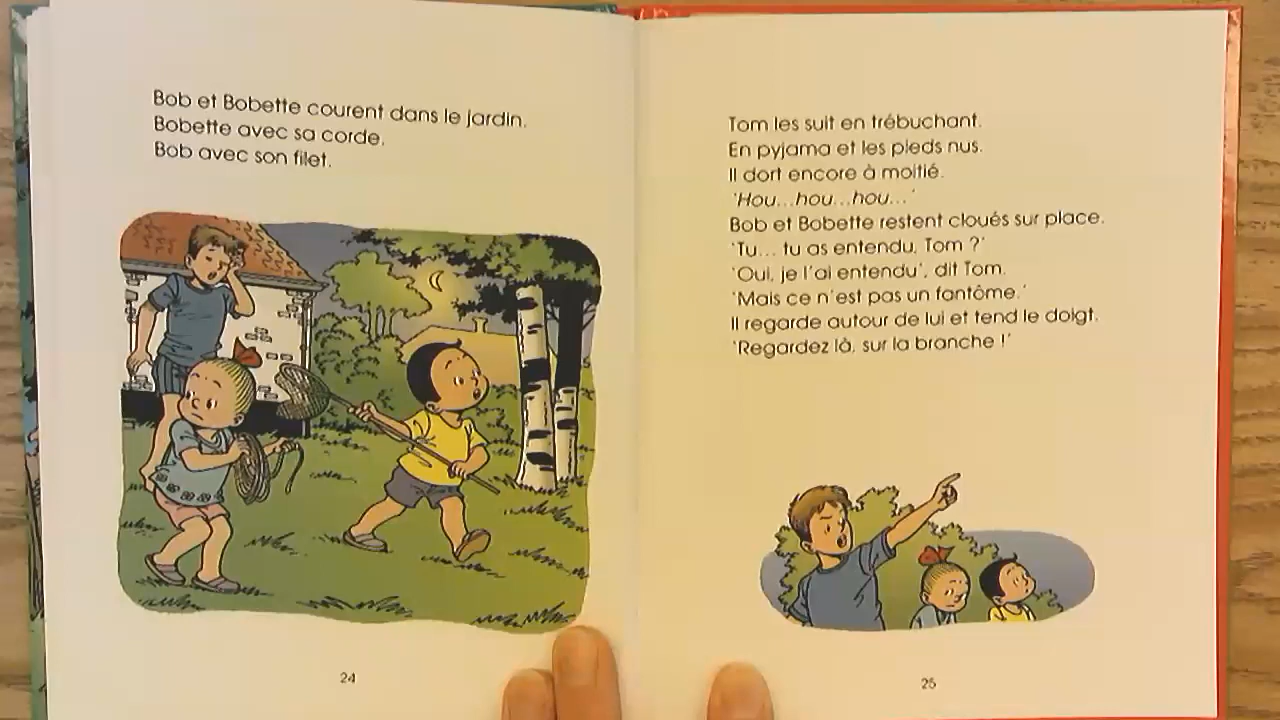 Bob et Bobette courent dans le jardin.
Bobette avec sa corde.
Bob avec son filet.
24
Tom les suit en trébuchant.
En pyjama et les pieds nus.
Il dort encore à moitié.
'Hou...hou...hou...'
Bob et Bobette restent cloués sur place.
'Tu... tu as entendu, Tom ?'
'Oui, je l'ai entendu', dit Tom.
'Mais ce n'est pas un fantôme.'
Il regarde autour de lui et tend le doigt.
'Regardez là, sur la branche !'
25